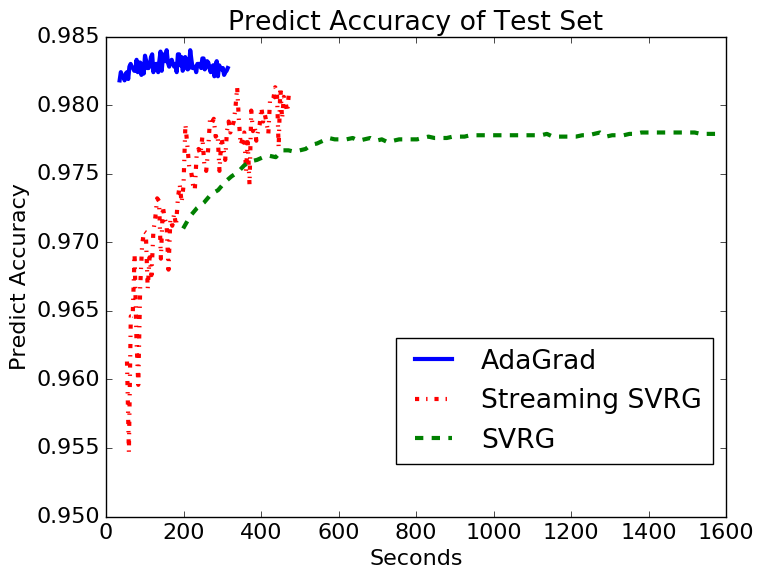 Predict Accuracy of Test Set
0.985
0.980
0.975
0.970
0.965
0.960
0.955
0.950
Predict Accuracy
AdaGrad
Streaming SVRG
SVRG
0 200 400 600 800 1000 1200 1400 1600
Seconds